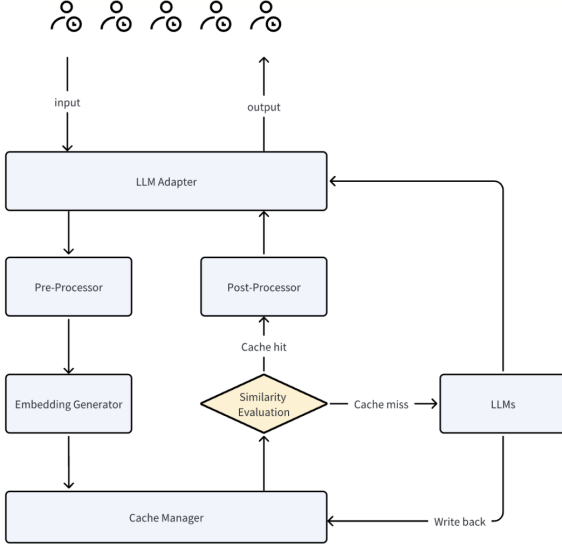 input
output
LLM Adapter
Pre-Processor
Post-Processor
Cache hit
Embedding Generator
Similarity
Evaluation
Cache miss
LLMs
Cache Manager
Write back